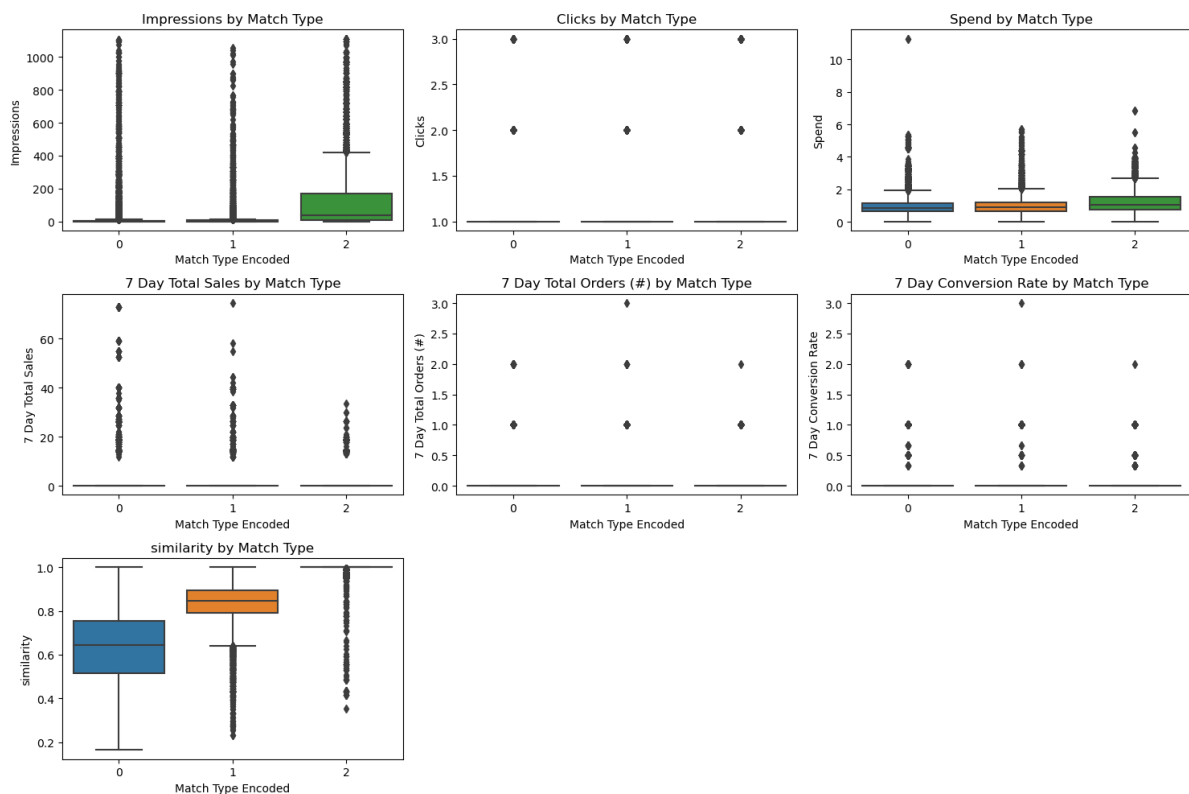 Impressions by Match Type
Impressions
1000
800
600
400
200
0
0 1 2
Match Type Encoded
Clicks by Match Type
Clicks
3.0
2.5
2.0
1.5
1.0
0 1 2
Match Type Encoded
Spend by Match Type
Spend
10
8
6
4
2
0
0 1 2
Match Type Encoded
7 Day Total Sales by Match Type
7 Day Total Sales
60
40
20
0
0 1 2
Match Type Encoded
7 Day Total Orders (#) by Match Type
7 Day Total Orders (#)
3.0
2.5
2.0
1.5
1.0
0.5
0.0
0 1 2
Match Type Encoded
7 Day Conversion Rate by Match Type
7 Day Conversion Rate
3.0
2.5
2.0
1.5
1.0
0.5
0.0
0 1 2
Match Type Encoded
similarity by Match Type
similarity
1.0
0.8
0.6
0.4
0.2
0 1 2
Match Type Encoded